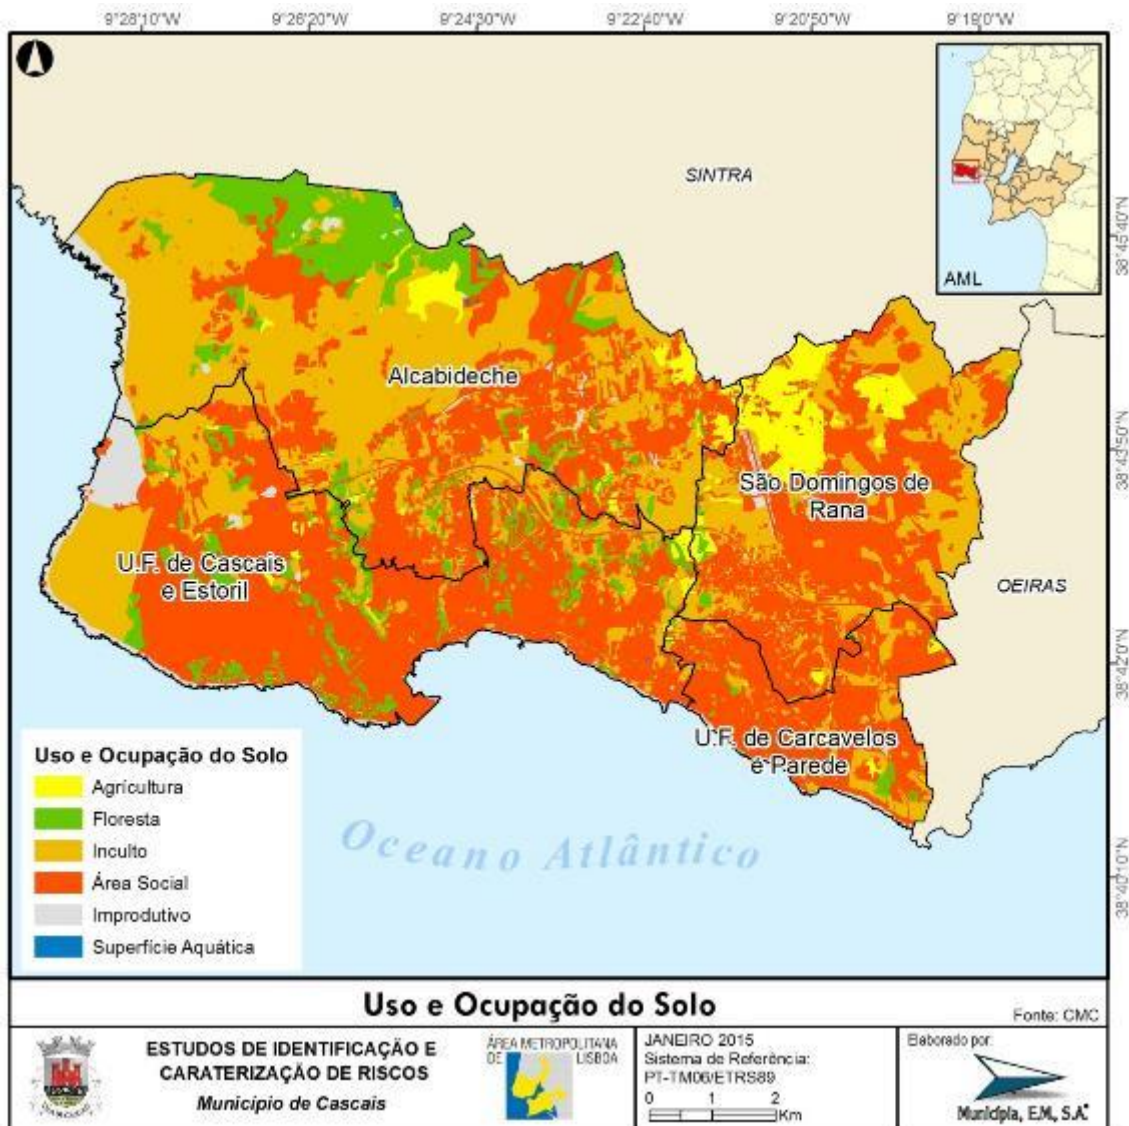 9°28'10"W
9°26'20"W
9°24'30"W
9°22'40"W
9°20'50"W
9°18'0"W
SINTRA
AML
38°45'40"N
Alcabideche
38°43'50"N
São Domingos de
Rana
U.F. de Cascais
e Estoril
OEIRAS
38°42'0"N
U.F. de Carcavelos
e Parede
Uso e Ocupação do Solo
Agrícultura
Floresta
Inculto
Área Social
Improdutivo
Superfície Aquática
Oceano Atlântico
38°40'10"N
Uso e Ocupação do Solo
Fonte: CMC
ESTUDOS DE IDENTIFICAÇÃO E
CARATERIZAÇÃO DE RISCOS
Município de Cascais
ÁREA METROPOLITANA
DE LISBOA
JANEIRO 2015
Sistema de Referência:
PT-TM06/ETRS89
0 1 2
Km
Elaborado por:
Municípia, E.M., S.A.